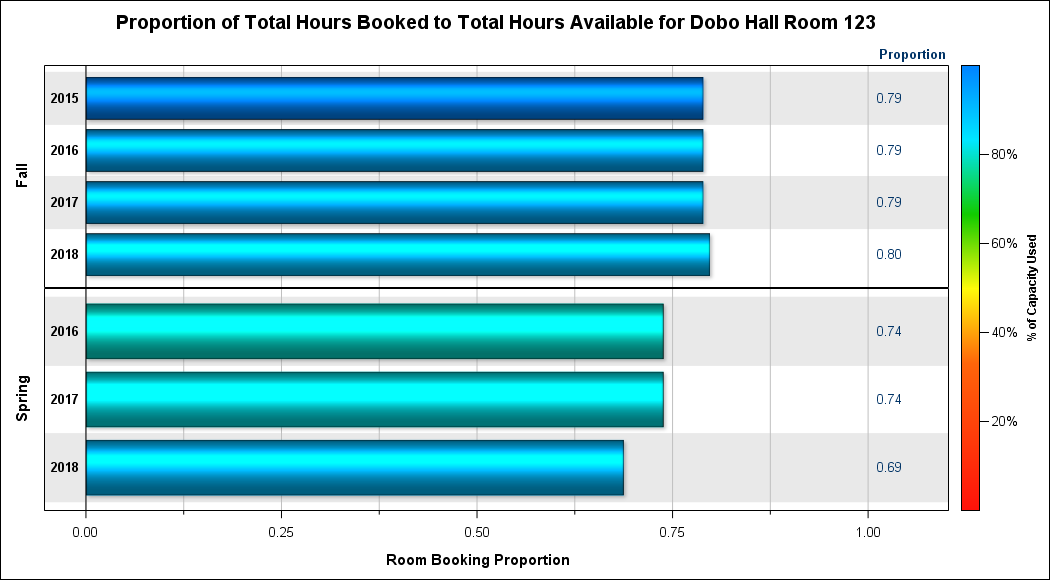 Proportion of Total Hours Booked to Total Hours Available for Dobo Hall Room 123
Proportion
Fall
2015 0.79
2016 0.79
2017 0.79
2018 0.80
Spring
2016 0.74
2017 0.74
2018 0.69
0.00 0.25 0.50 0.75 1.00
Room Booking Proportion
80%
60%
40%
20%
% of Capacity Used